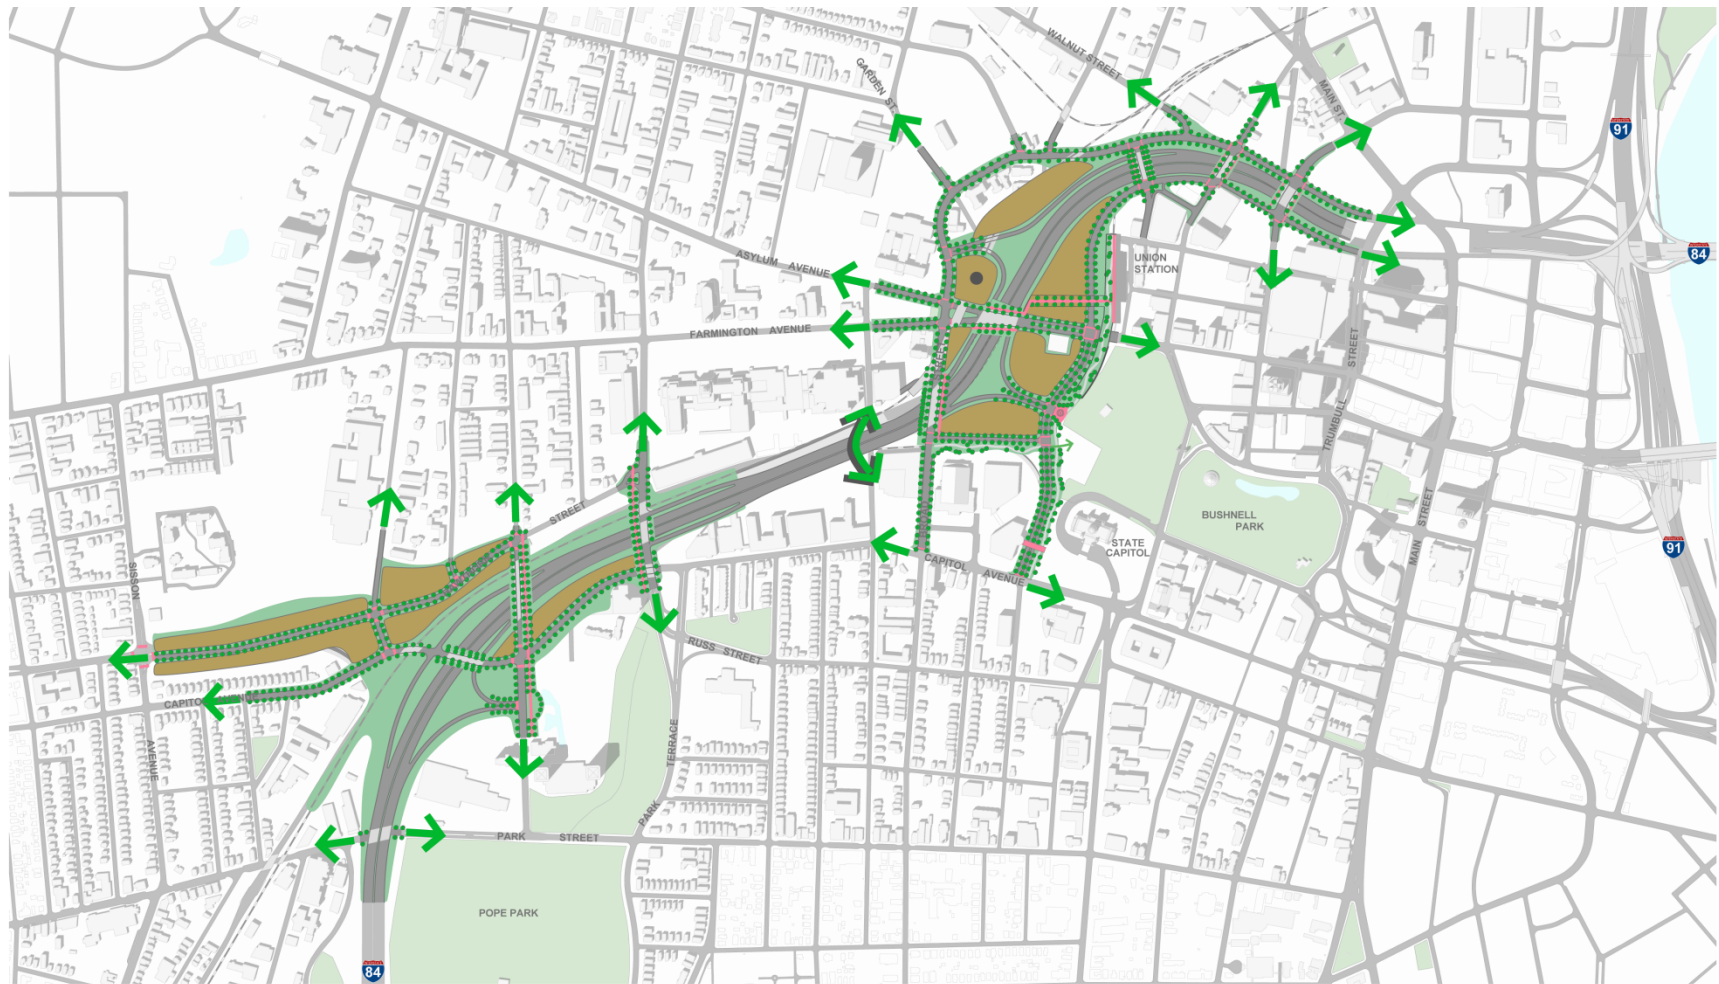 WALNUT STREET
GARDEN ST.
MAIN ST.
91
ASYLUM AVENUE
UNION
STATION
84
FARMINGTON AVENUE
STREET
TRUMBULL
STREET
BUSHNELL
PARK
STATE
CAPITOL
STREET
MAIN
91
CAPITOL AVENUE
SISSON
AVENUE
RUSS STREET
CAPITOL AVENUE
TERRACE
PARK
PARK STREET
POPE PARK
84